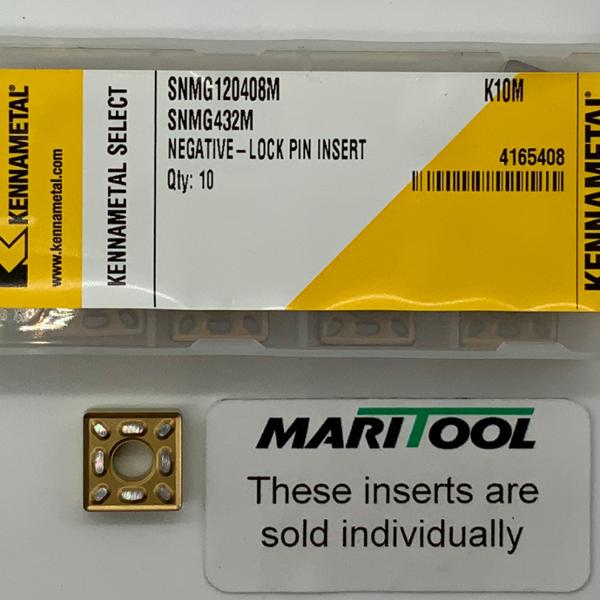 KENNAMETAL®
www.kennametal.com
KENNAMETAL SELECT
SNMG120408M
K10M
SNMG432M
NEGATIVE-LOCK PIN INSERT
4165408
Qty: 10
KENNAMETAL
MARITOOL
These inserts are
sold individually